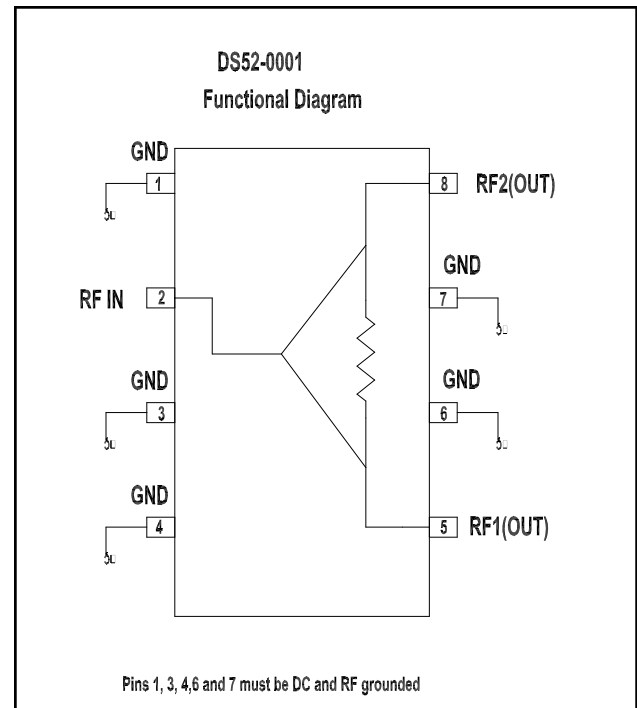 DS52-0001
Functional Diagram
GND
1
8
RF2(OUT)
GND
RF IN
2
7
GND
GND
3
6
GND
4
5
RF1(OUT)
Pins 1, 3, 4,6 and 7 must be DC and RF grounded